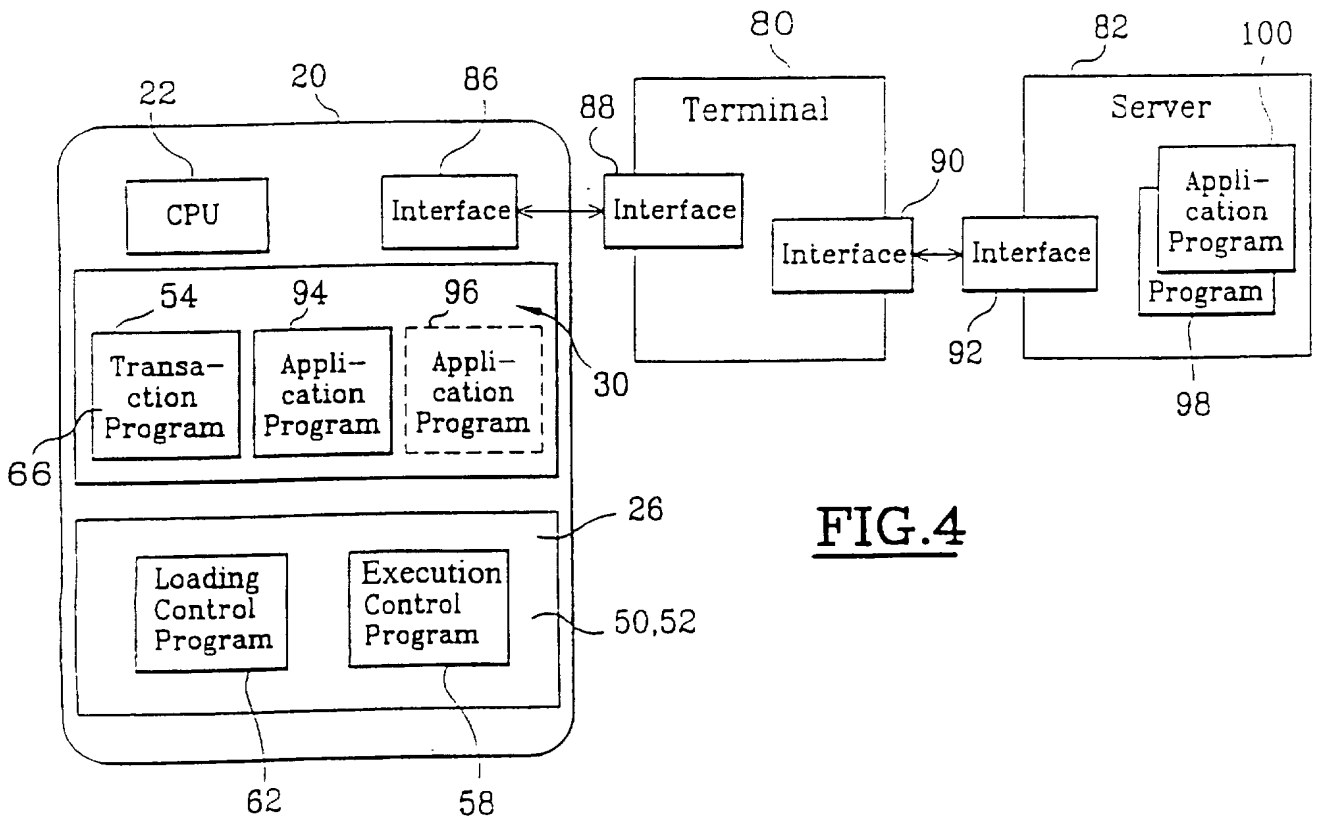 80
82
100
20
22
86
88
Terminal
Server
90
CPU
Interface
Interface
Appli-
cation
Program
Interface
Interface
Program
54
94
96
92
98
Transa-
ction
Program
Appli-
cation
Program
Appli-
cation
Program
30
66
26
FIG.4
Loading
Control
Program
Execution
Control
Program
50,52
62
58